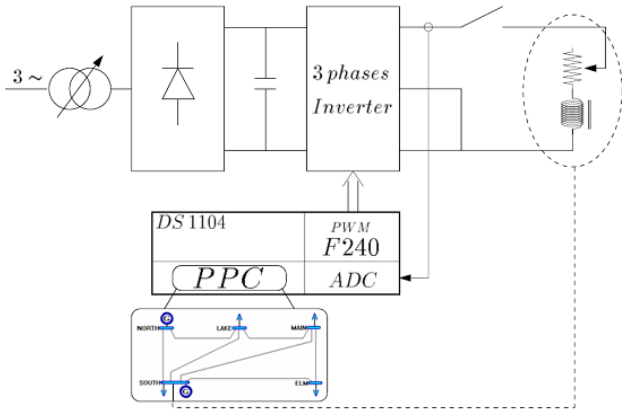 3 ∼
3 phases
Inverter
DS 1104
PWM
F240
PPC
ADC
G
NORTH
LAKE
MAIN
SOUTH
G
ELM